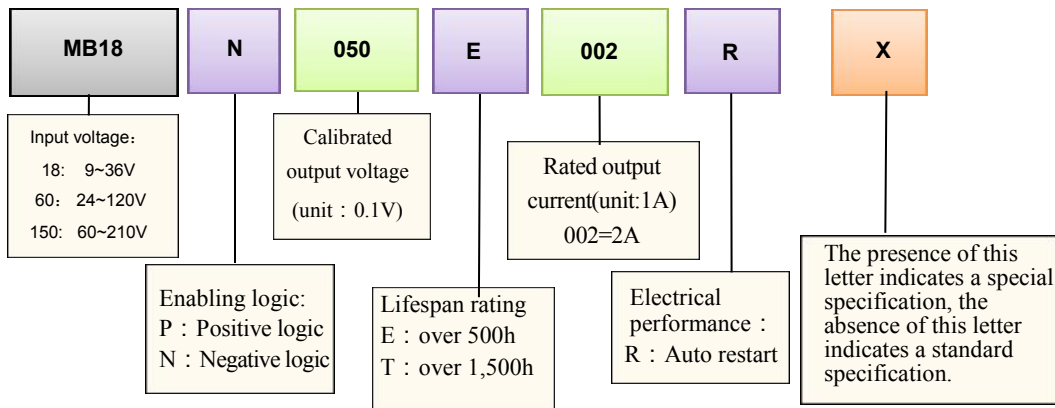 MB18
N
050
E
002
R
X
Input voltage：
18: 9~36V
60： 24~120V
150: 60~210V
Calibrated
output voltage
(unit：0.1V)
Rated output
current(unit:1A)
002=2A
Enabling logic:
P：Positive logic
N：Negative logic
Lifespan rating
E：over 500h
T：over 1,500h
Electrical
performance：
R：Auto restart
The presence of this
letter indicates a special
specification, the
absence of this letter
indicates a standard
specification.